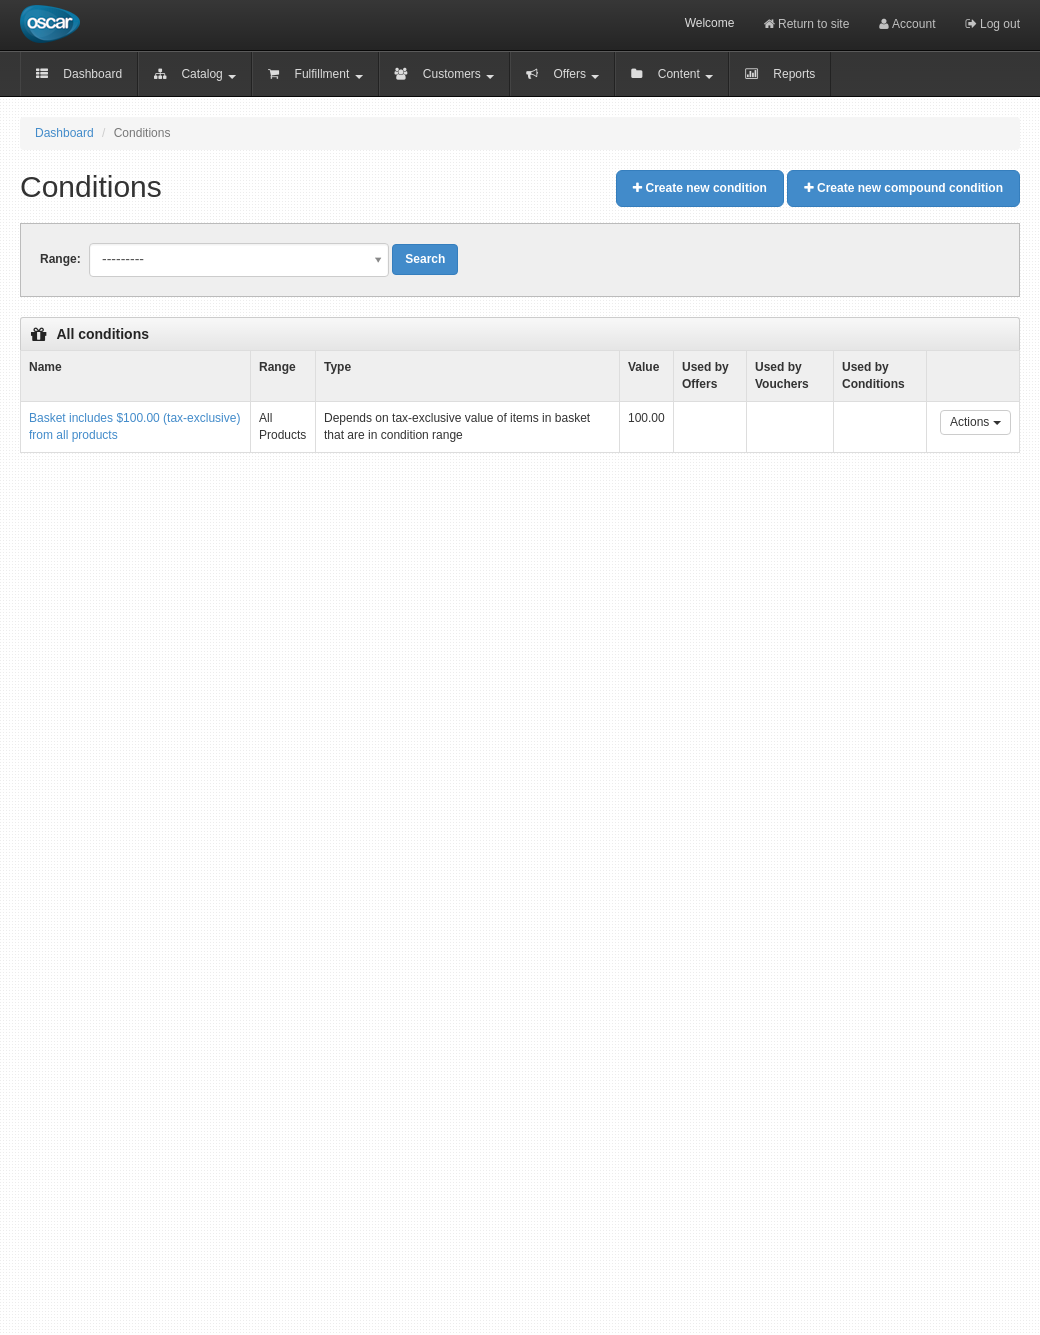 oscar
Welcome Return to site Account Log out
Dashboard Catalog Fulfillment Customers Offers Content Reports
Dashboard / Conditions
Conditions
Create new condition Create new compound condition
Range: --------- Search
All conditions
Name Range Type Value Used by Offers Used by Vouchers Used by Conditions
Basket includes $100.00 (tax-exclusive) from all products All Products Depends on tax-exclusive value of items in basket that are in condition range 100.00 Actions